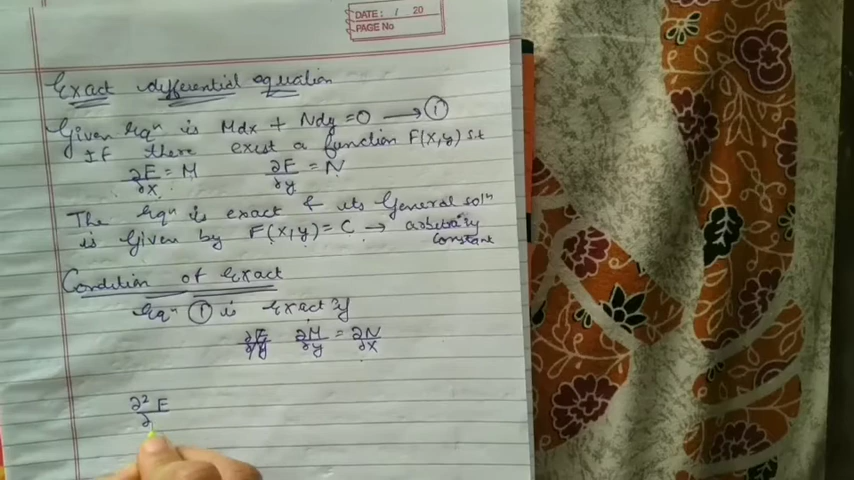 DATE: / 20
PAGE No
Exact differential equation
Given Eqⁿ is Mdx + Ndy = 0 → ①
If there exist a function F(x,y) s.t
∂F/∂x = M ∂F/∂y = N
The Eqⁿ is exact & its General solⁿ
is Given by F(x,y) = C → arbitrary constant
Condition of Exact
Eqⁿ ① is Exact if
∂M/∂y = ∂N/∂x
∂²F/∂